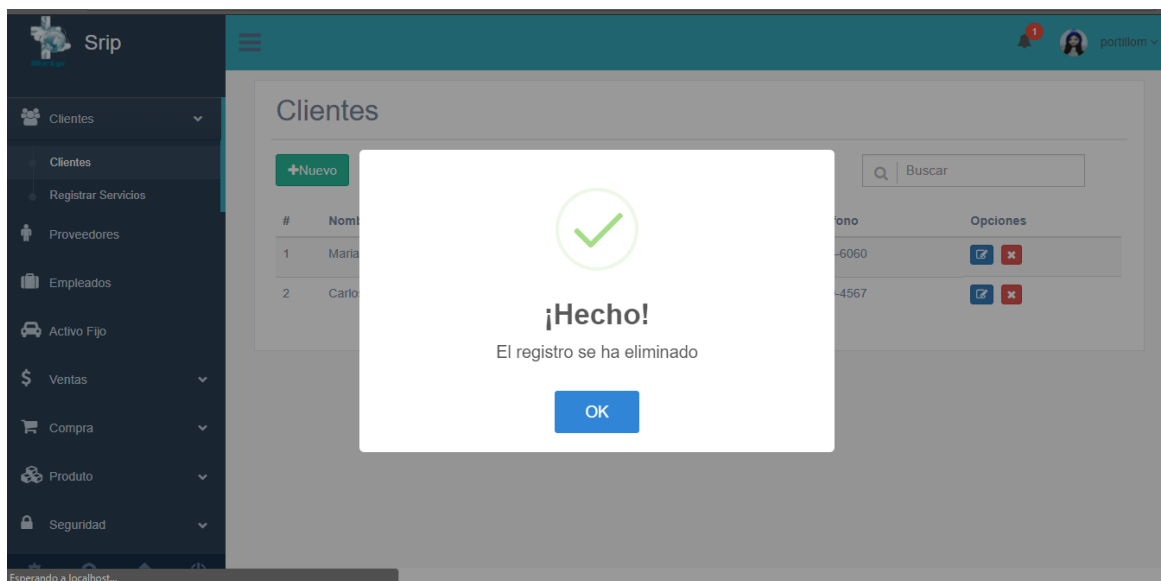 Srip
1
portillom
Clientes
Clientes
Registrar Servicios
Proveedores
Empleados
Activo Fijo
Ventas
Compra
Produto
Seguridad
Clientes
+Nuevo
Buscar
# Opciones
1 Maria -6060
2 -4567
¡Hecho!
El registro se ha eliminado
OK
Esperando a localhost...